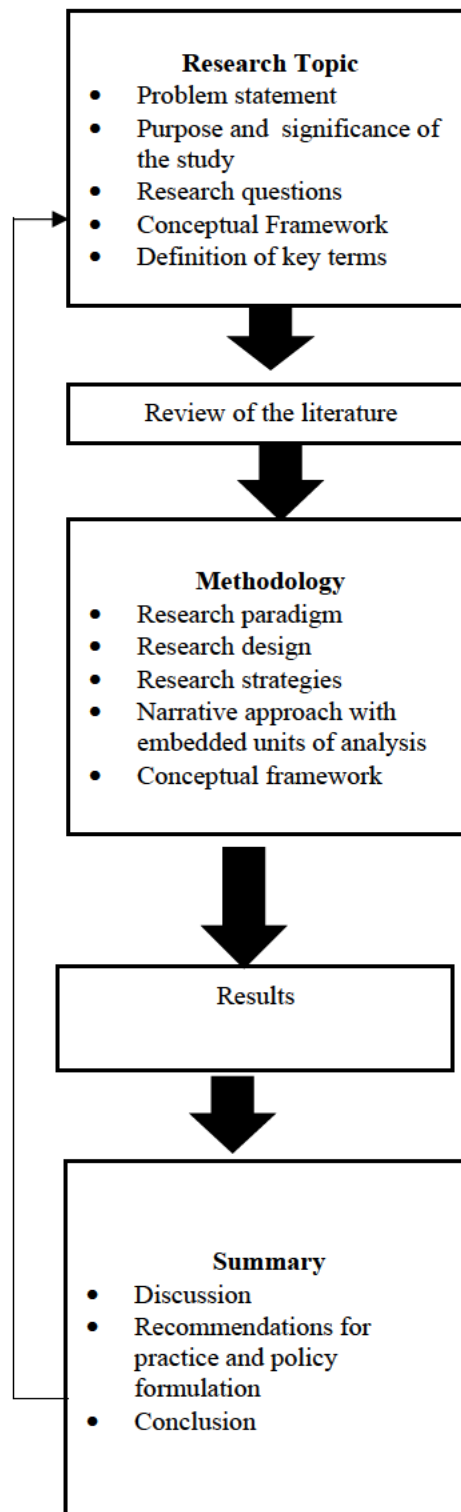 Research Topic
• Problem statement
• Purpose and significance of
the study
• Research questions
• Conceptual Framework
• Definition of key terms
Review of the literature
Methodology
• Research paradigm
• Research design
• Research strategies
• Narrative approach with
embedded units of analysis
• Conceptual framework
Results
Summary
• Discussion
• Recommendations for
practice and policy
formulation
• Conclusion